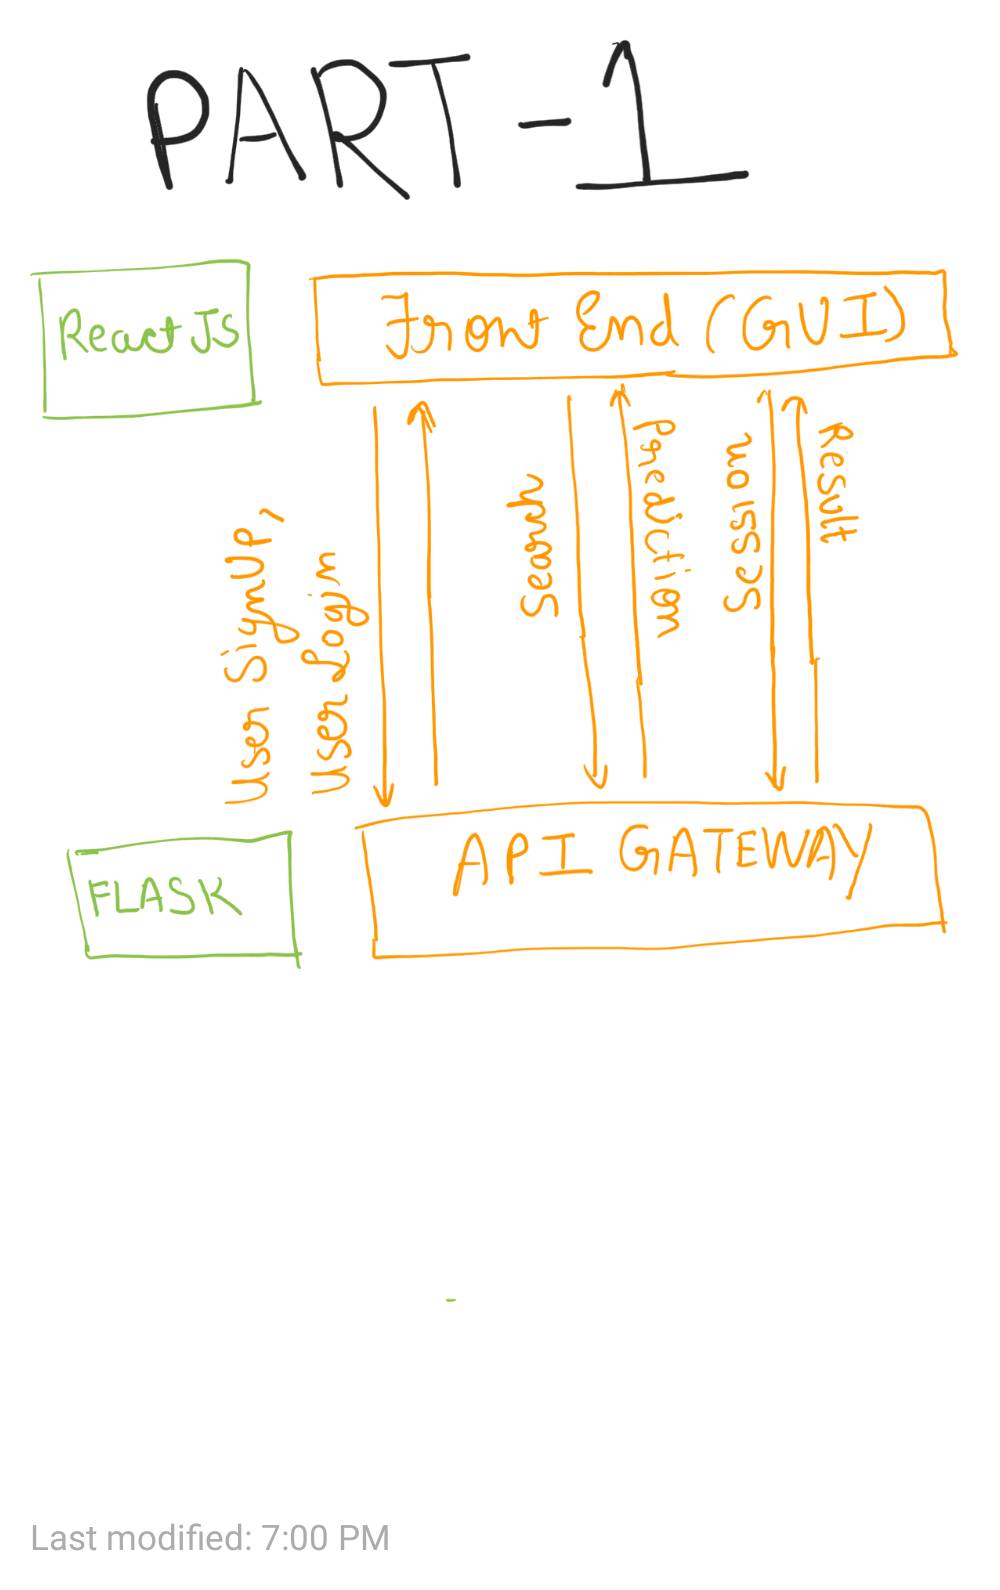 PART-1
React JS
Front End (GUI)
User SignUP,
User Login
Search
Prediction
Session
Result
FLASK
API GATEWAY
Last modified: 7:00 PM